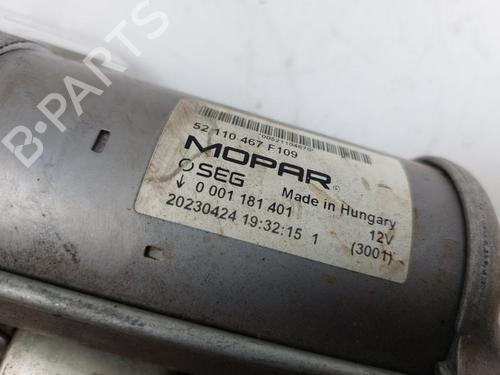 52 110 467 F109
MOPAR
SEG
0 001 181 401
Made in Hungary
20230424 19:32:15 1
12V
(3001)
B-PARTS